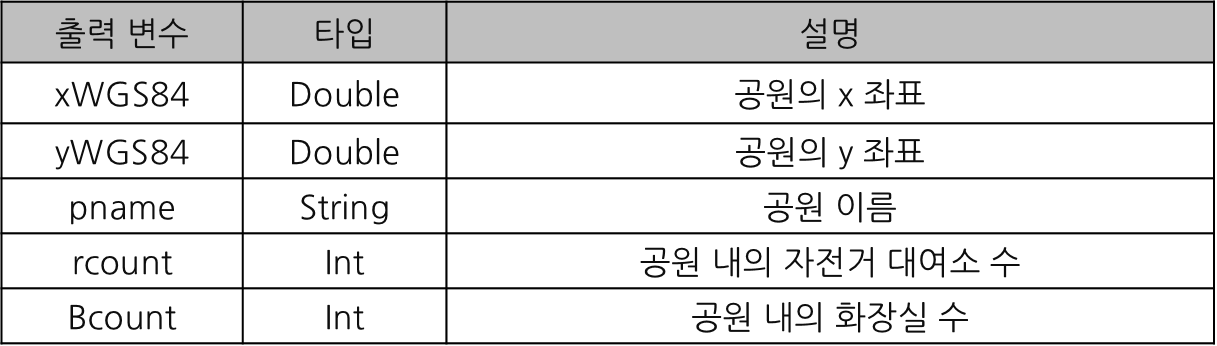 출력 변수 타입 설명
xWGS84 Double 공원의 x 좌표
yWGS84 Double 공원의 y 좌표
pname String 공원 이름
rcount Int 공원 내의 자전거 대여소 수
Bcount Int 공원 내의 화장실 수